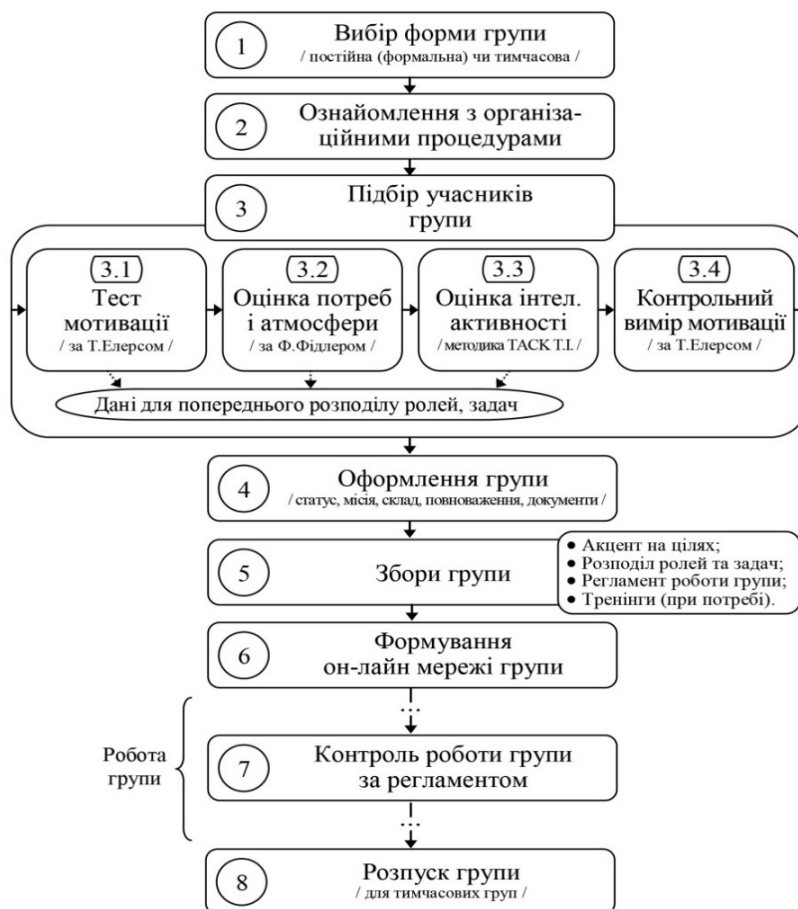 1
Вибір форми групи
/ постійна (формальна) чи тимчасова /
2
Ознайомлення з організа-
ційними процедурами
3
Підбір учасників
групи
3.1
Тест
мотивації
/ за Т.Елерсом /
3.2
Оцінка потреб
і атмосфери
/ за Ф.Фідлером /
3.3
Оцінка інтел.
активності
/ методика ТАСК Т.І. /
3.4
Контрольний
вимір мотивації
/ за Т.Елерсом /
Дані для попереднього розподілу ролей, задач
4
Оформлення групи
/ статус, місія, склад, повноваження, документи /
5
Збори групи
● Акцент на цілях;
● Розподіл ролей та задач;
● Регламент роботи групи;
● Тренінги (при потребі).
6
Формування
он-лайн мережі групи
...
Робота
групи
7
Контроль роботи групи
за регламентом
...
8
Розпуск групи
/ для тимчасових груп /